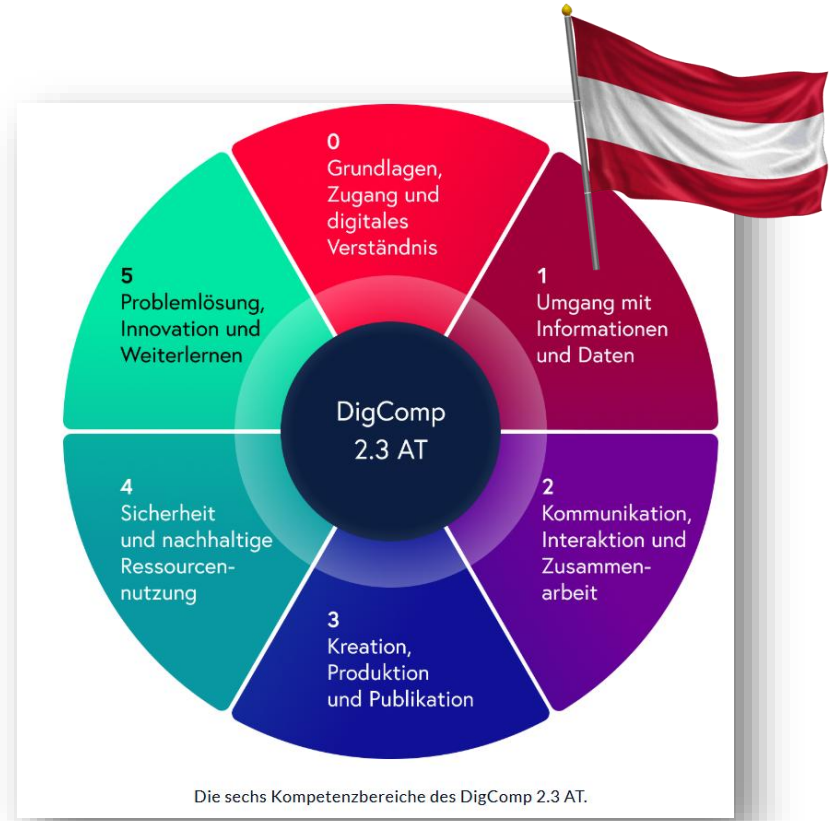 0
Grundlagen,
Zugang und
digitales
Verständnis
1
Umgang mit
Informationen
und Daten
2
Kommunikation,
Interaktion und
Zusammen-
arbeit
3
Kreation,
Produktion
und Publikation
4
Sicherheit
und nachhaltige
Ressourcen-
nutzung
5
Problemlösung,
Innovation und
Weiterlernen
DigComp
2.3 AT
Die sechs Kompetenzbereiche des DigComp 2.3 AT.